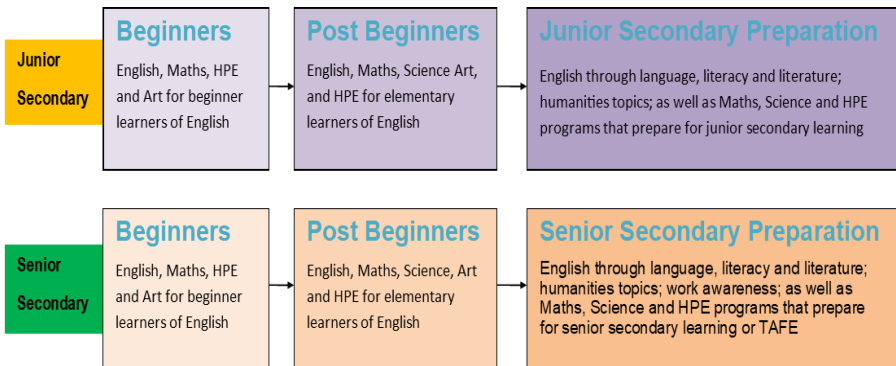 Junior
Secondary
Beginners
English, Maths, HPE
and Art for beginner
learners of English
Post Beginners
English, Maths, Science Art,
and HPE for elementary
learners of English
Junior Secondary Preparation
English through language, literacy and literature;
humanities topics; as well as Maths, Science and HPE
programs that prepare for junior secondary learning
Senior
Secondary
Beginners
English, Maths, HPE
and Art for beginner
learners of English
Post Beginners
English, Maths, Science, Art
and HPE for elementary
learners of English
Senior Secondary Preparation
English through language, literacy and literature;
humanities topics; work awareness; as well as
Maths, Science and HPE programs that prepare
for senior secondary learning or TAFE